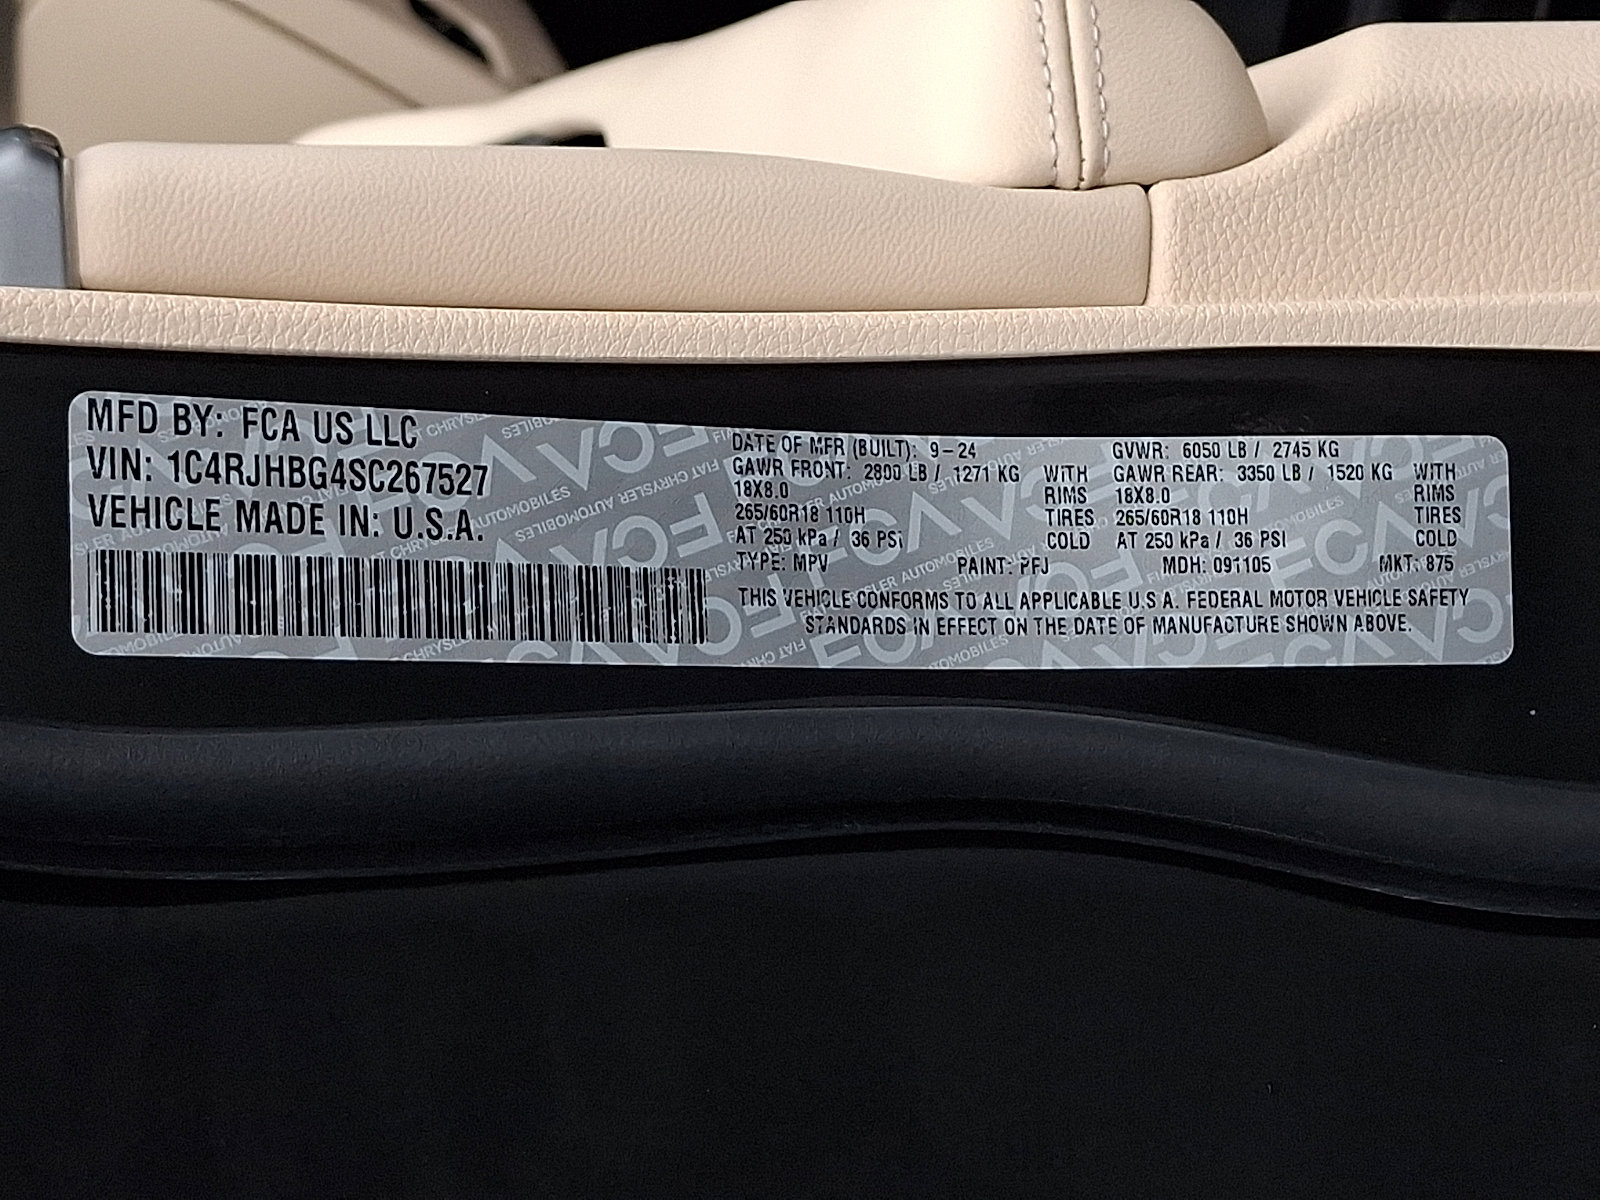 MFD BY: FCA US LLC
VIN: 1C4RJHBG4SC267527
VEHICLE MADE IN: U.S.A.
DATE OF MFR (BUILT): 9-24 GVWR: 6050 LB / 2745 KG
GAWR FRONT: 2800 LB / 1271 KG WITH GAWR REAR: 3350 LB / 1520 KG WITH
18X8.0 RIMS 18X8.0 RIMS
265/60R18 110H TIRES 265/60R18 110H TIRES
AT 250 kPa / 36 PSi COLD AT 250 kPa / 36 PSI COLD
TYPE: MPV PAINT: PFJ MDH: 091105 MKT: 875
THIS VEHICLE CONFORMS TO ALL APPLICABLE U.S.A. FEDERAL MOTOR VEHICLE SAFETY
STANDARDS IN EFFECT ON THE DATE OF MANUFACTURE SHOWN ABOVE.